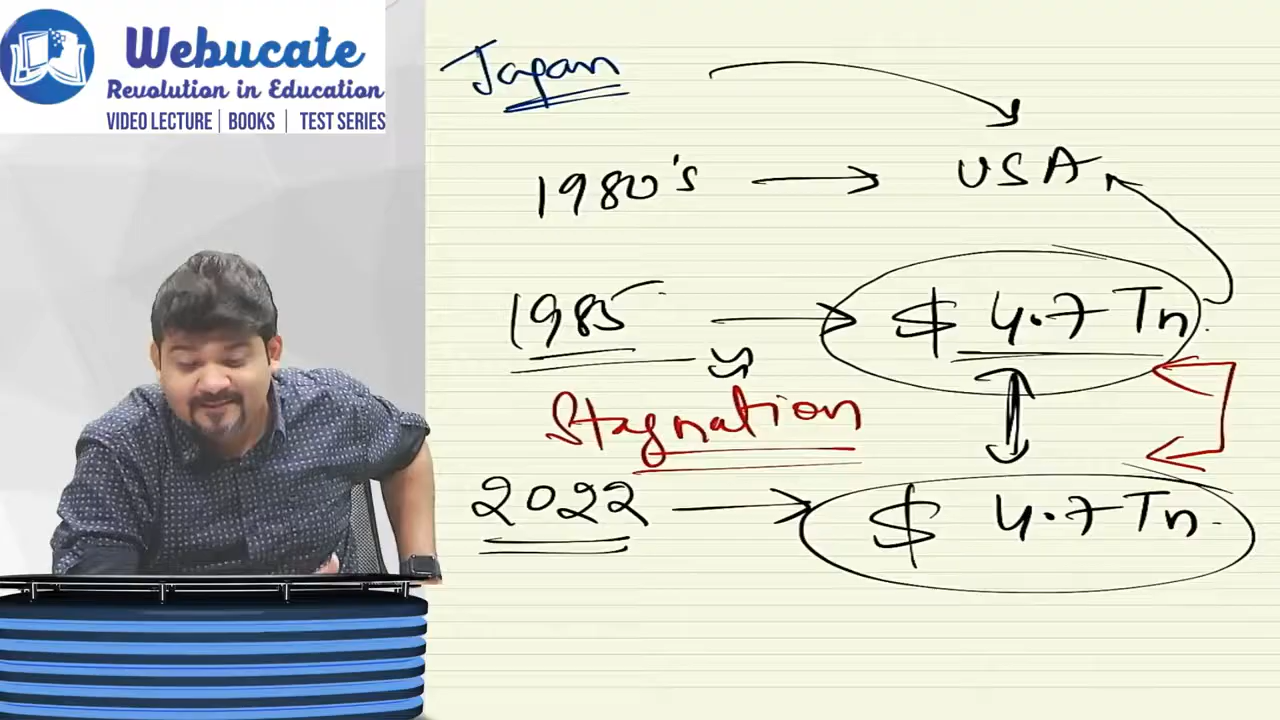 Webucate
Revolution in Education
VIDEO LECTURE | BOOKS | TEST SERIES
Japan
1980's → USA
1985 → $ 4.7 Tn.
Stagnation
2022 → $ 4.7 Tn.